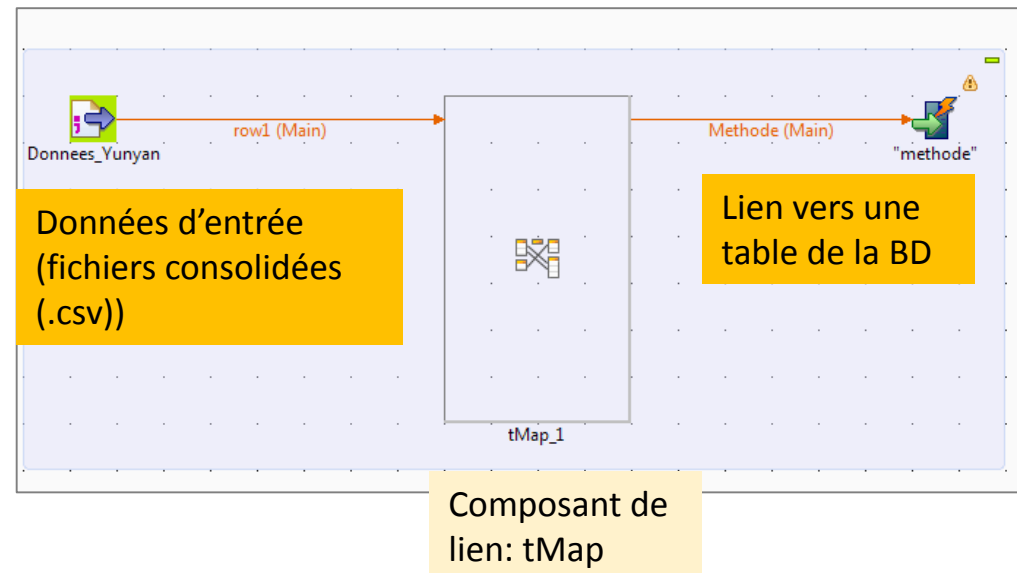 row1 (Main)
Methode (Main)
Donnees_Yunyan
"methode"
Données d’entrée
(fichiers consolidées
(.csv))
Lien vers une
table de la BD
tMap_1
Composant de
lien: tMap